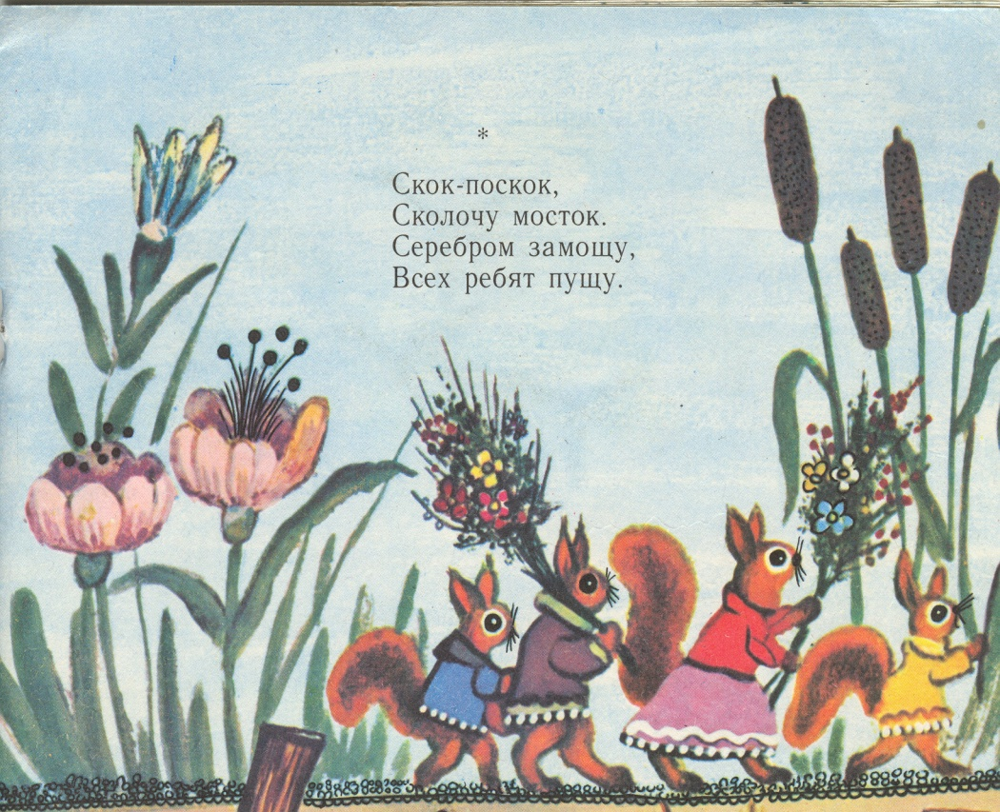 *
Скок-поскок,
Сколочу мосток.
Серебром замощу,
Всех ребят пущу.